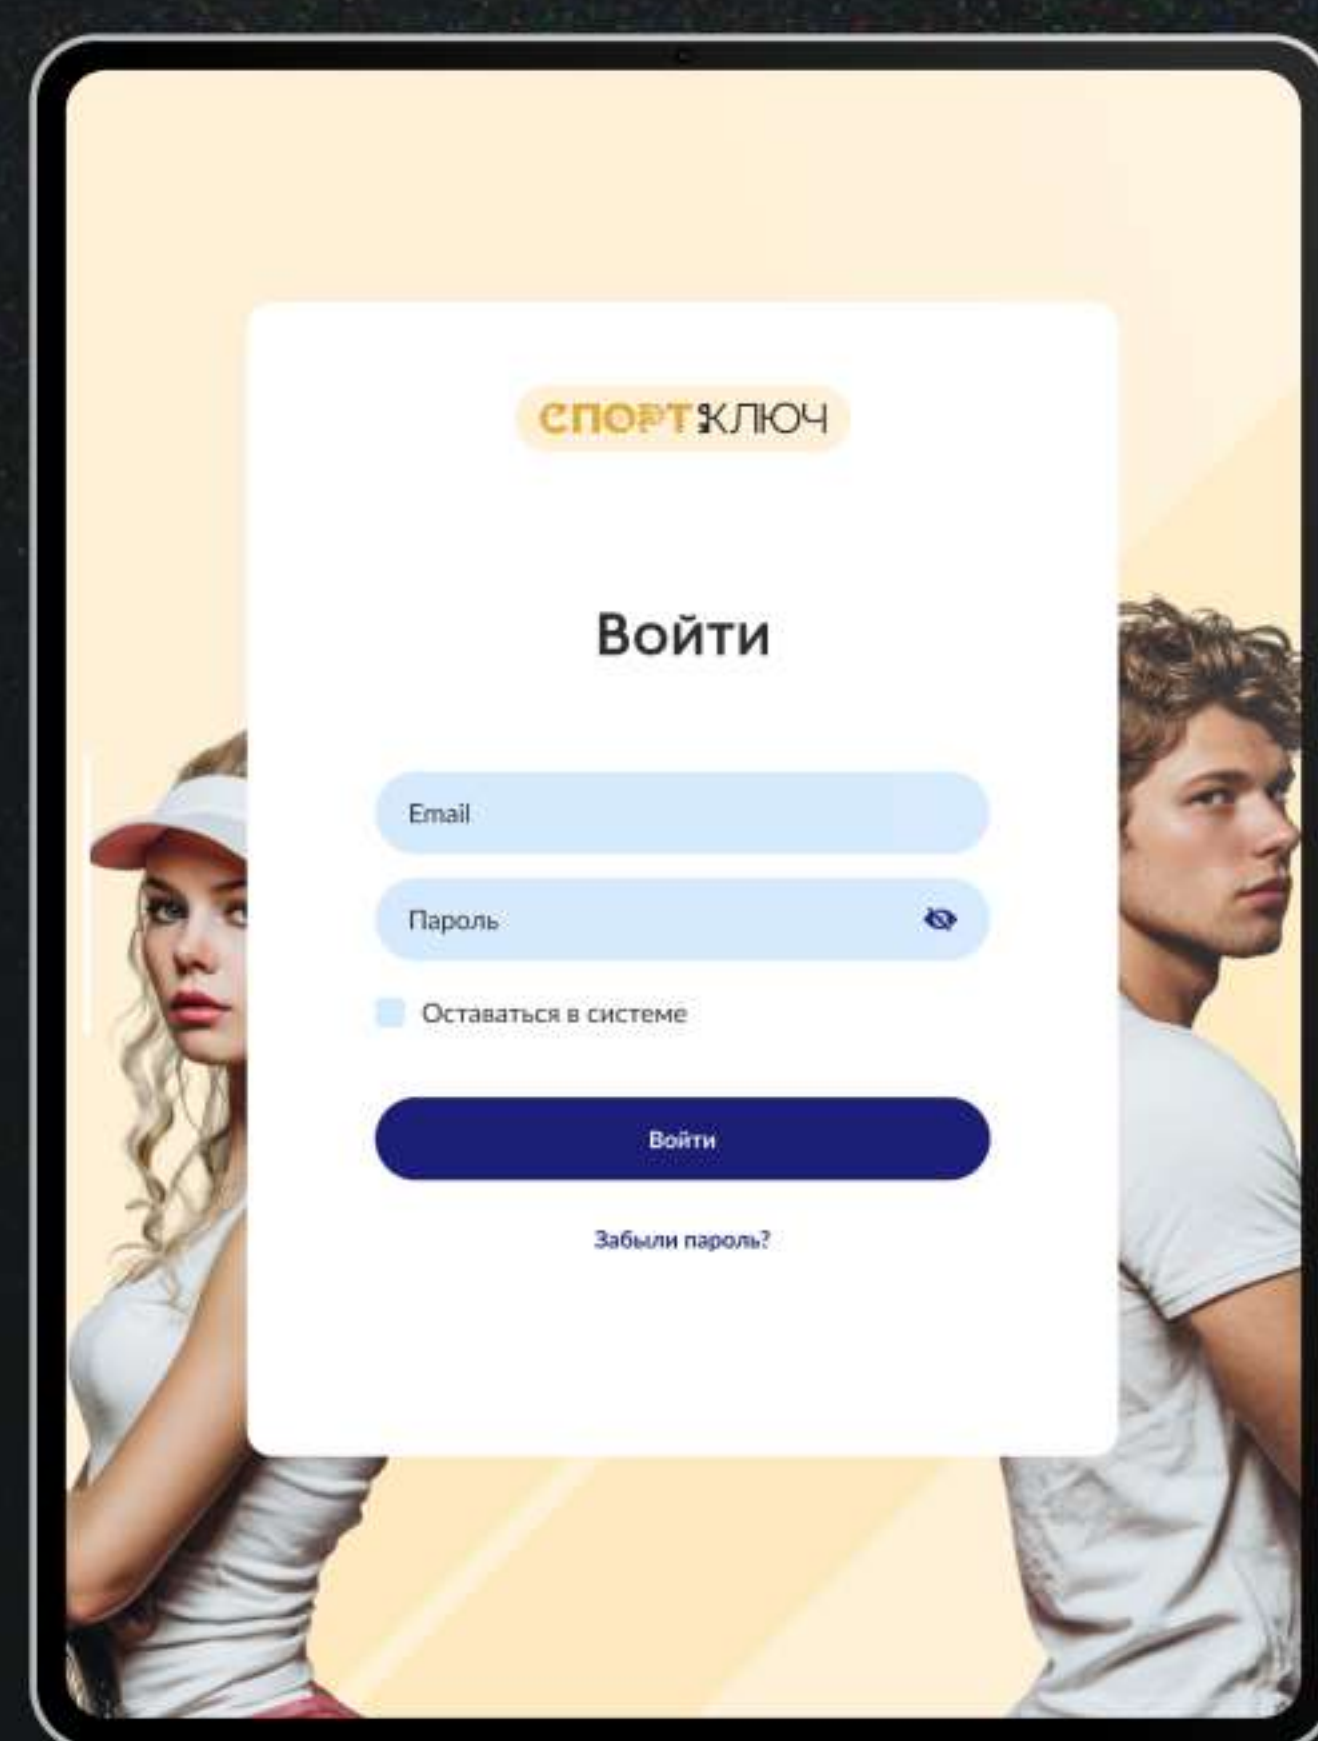 СПОРТКЛЮЧ
Войти
Email
Пароль
Оставаться в системе
Войти
Забыли пароль?